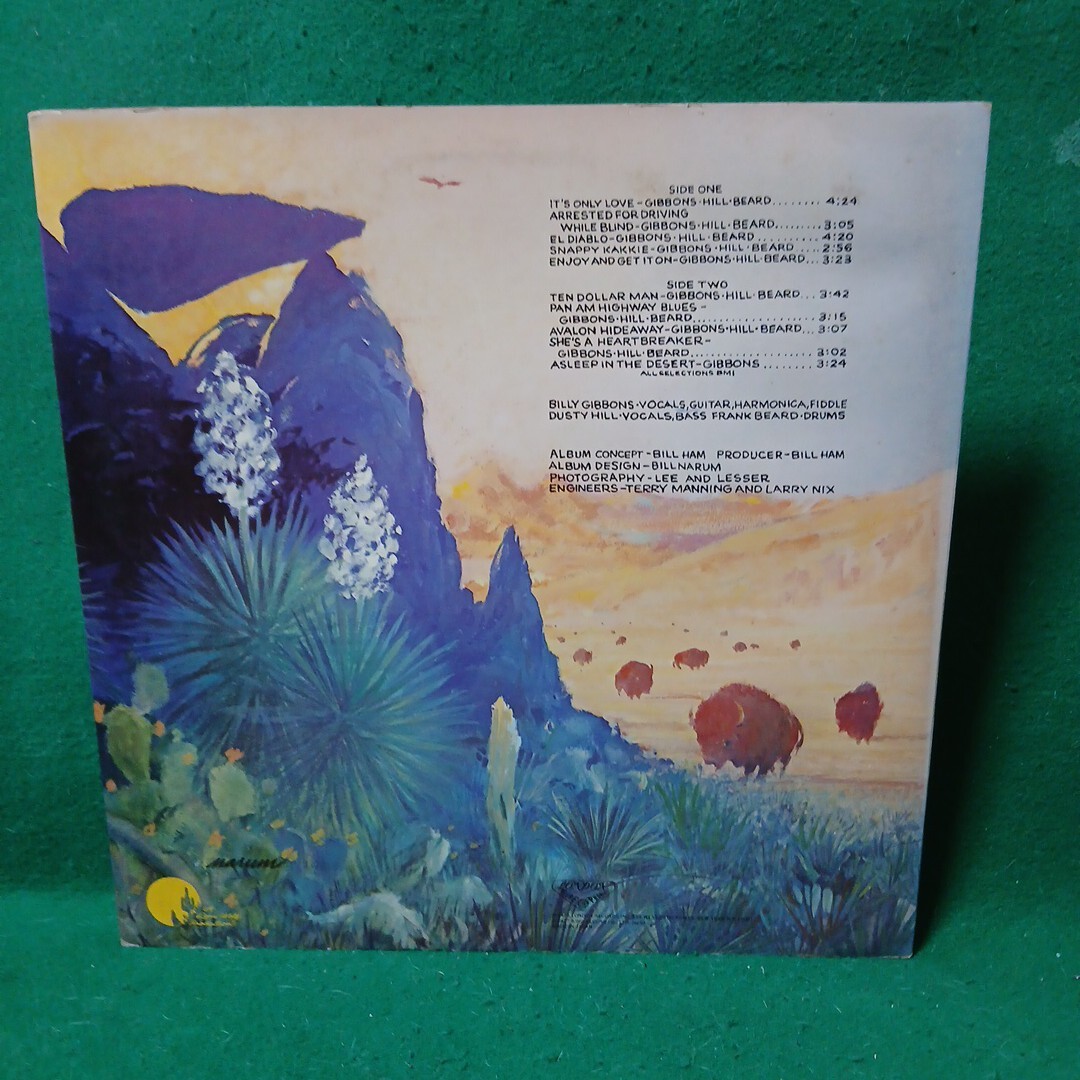 SIDE ONE
IT'S ONLY LOVE-GIBBONS·HILL·BEARD........ 4:24
ARRESTED FOR DRIVING
WHILE BLIND-GIBBONS·HILL·BEARD......... 3:05
EL DIABLO-GIBBONS·HILL·BEARD .......... 4:20
SNAPPY KAKKIE-GIBBONS·HILL·BEARD .... 2:56
ENJOY AND GET IT ON-GIBBONS·HILL·BEARD... 3:23
SIDE TWO
TEN DOLLAR MAN-GIBBONS·HILL·BEARD... 3:42
PAN AM HIGHWAY BLUES-
GIBBONS·HILL·BEARD.................... 3:15
AVALON HIDEAWAY-GIBBONS·HILL·BEARD... 3:07
SHE'S A HEARTBREAKER-
GIBBONS·HILL·BEARD.................... 3:02
ASLEEP IN THE DESERT-GIBBONS ........ 3:24
ALL SELECTIONS BMI
BILLY GIBBONS·VOCALS, GUITAR, HARMONICA, FIDDLE
DUSTY HILL·VOCALS, BASS FRANK BEARD·DRUMS
ALBUM CONCEPT-BILL HAM PRODUCER-BILL HAM
ALBUM DESIGN-BILL NARUM
PHOTOGRAPHY-LEE AND LESSER
ENGINEERS-TERRY MANNING AND LARRY NIX
narum